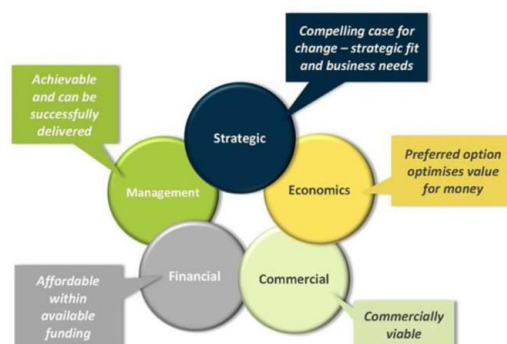 Compelling case for
change – strategic fit
and business needs
Achievable
and can be
successfully
delivered
Strategic
Management
Economics
Preferred option
optimises value
for money
Financial
Commercial
Affordable
within
available
funding
Commercially
viable